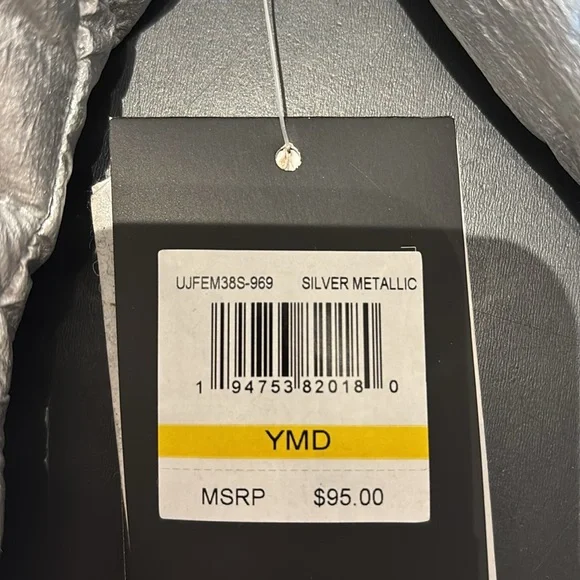 UJFEM38S-969 SILVER METALLIC
1 94753 82018 0
YMD
MSRP $95.00